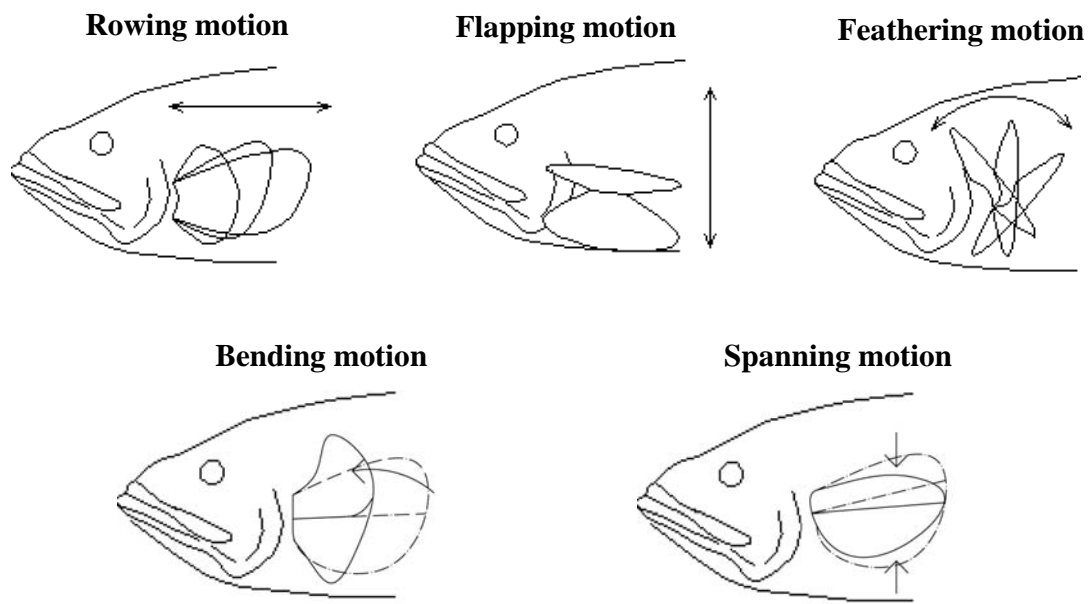 Rowing motion
Flapping motion
Feathering motion
Bending motion
Spanning motion